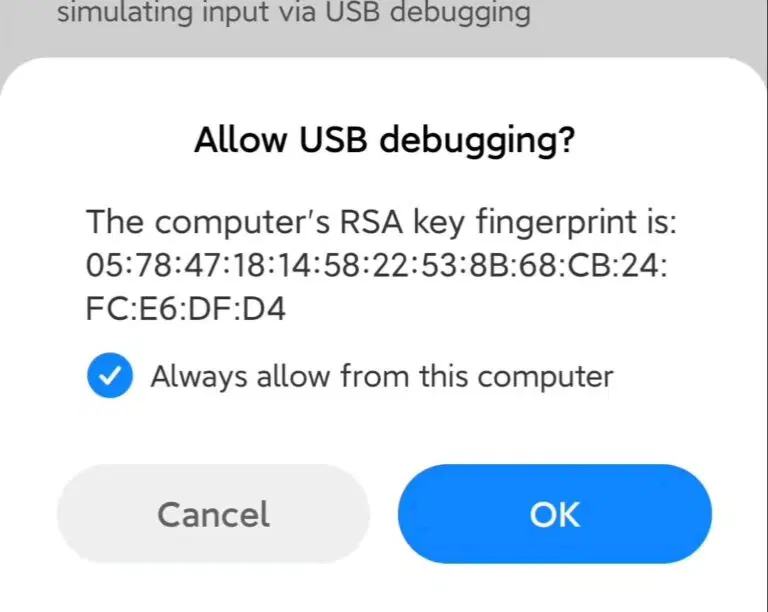 simulating input via USB debugging
Allow USB debugging?
The computer's RSA key fingerprint is:
05:78:47:18:14:58:22:53:8B:68:CB:24:
FC:E6:DF:D4
Always allow from this computer
Cancel
OK